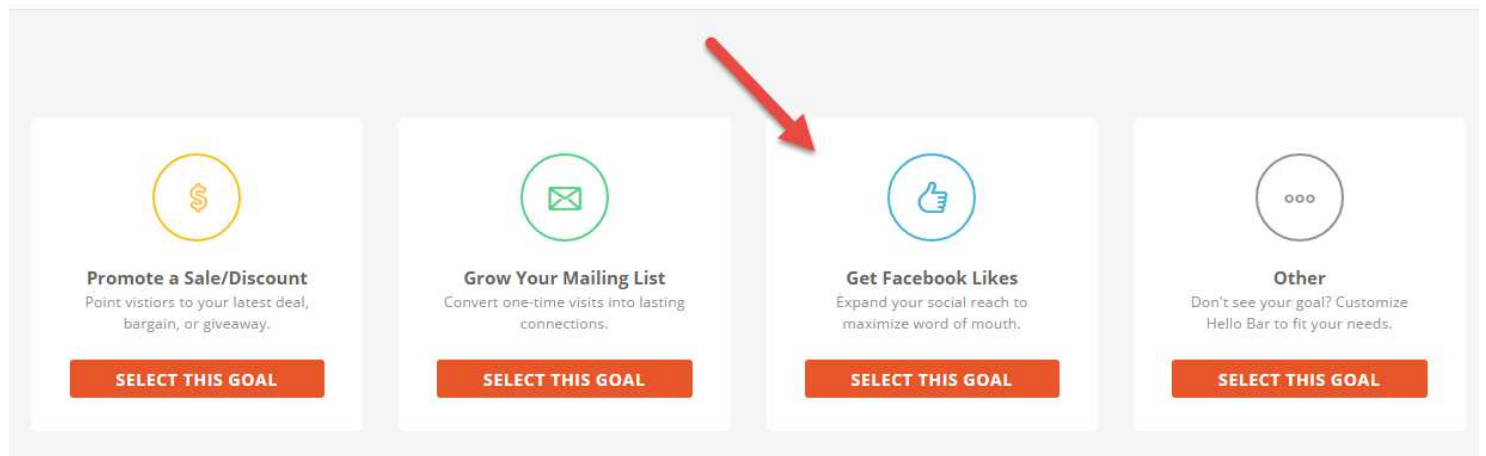 Promote a Sale/Discount
Point vistiors to your latest deal,
bargain, or giveaway.
SELECT THIS GOAL
Grow Your Mailing List
Convert one-time visits into lasting
connections.
SELECT THIS GOAL
Get Facebook Likes
Expand your social reach to
maximize word of mouth.
SELECT THIS GOAL
Other
Don't see your goal? Customize
Hello Bar to fit your needs.
SELECT THIS GOAL